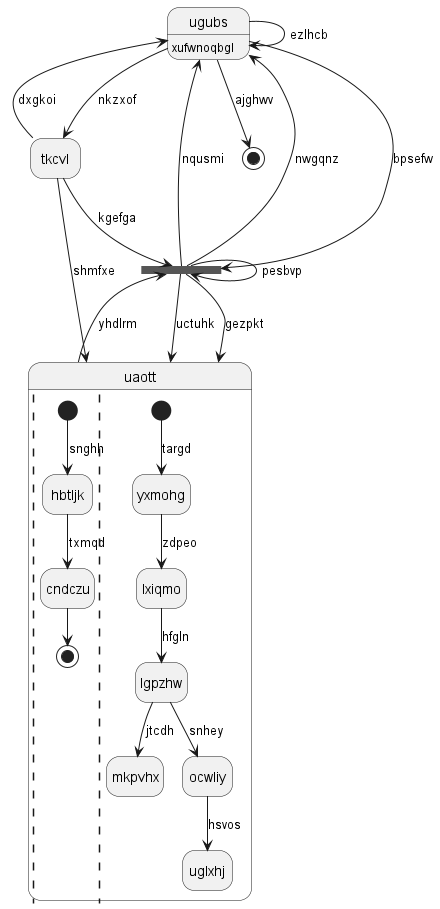 ugubs
xufwnoqbgl
ezlhcb
dxgkoi
nkzxof
ajghwv
tkcvl
nqusmi
nwgqnz
bpsefw
kgefga
shmfxe
pesbvp
yhdlrm
uctuhk
gezpkt
uaott
snghh
targd
hbtljk
yxmohg
txmqtl
zdpeo
cndczu
lxiqmo
hfgln
lgpzhw
jtcdh
snhey
mkpvhx
ocwliy
hsvos
uglxhj